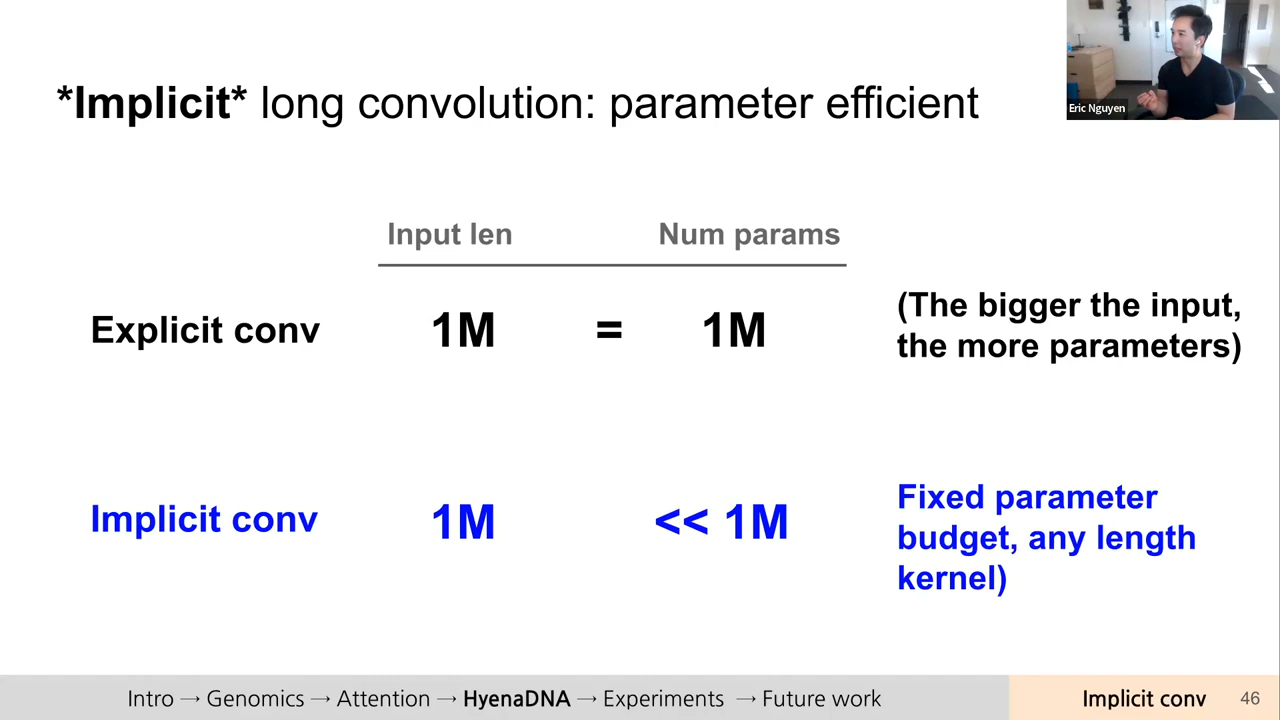 Eric Nguyen
*Implicit* long convolution: parameter efficient
Input len Num params
Explicit conv 1M = 1M
(The bigger the input,
the more parameters)
Implicit conv 1M << 1M
Fixed parameter
budget, any length
kernel)
Intro → Genomics → Attention → HyenaDNA → Experiments → Future work
Implicit conv 46